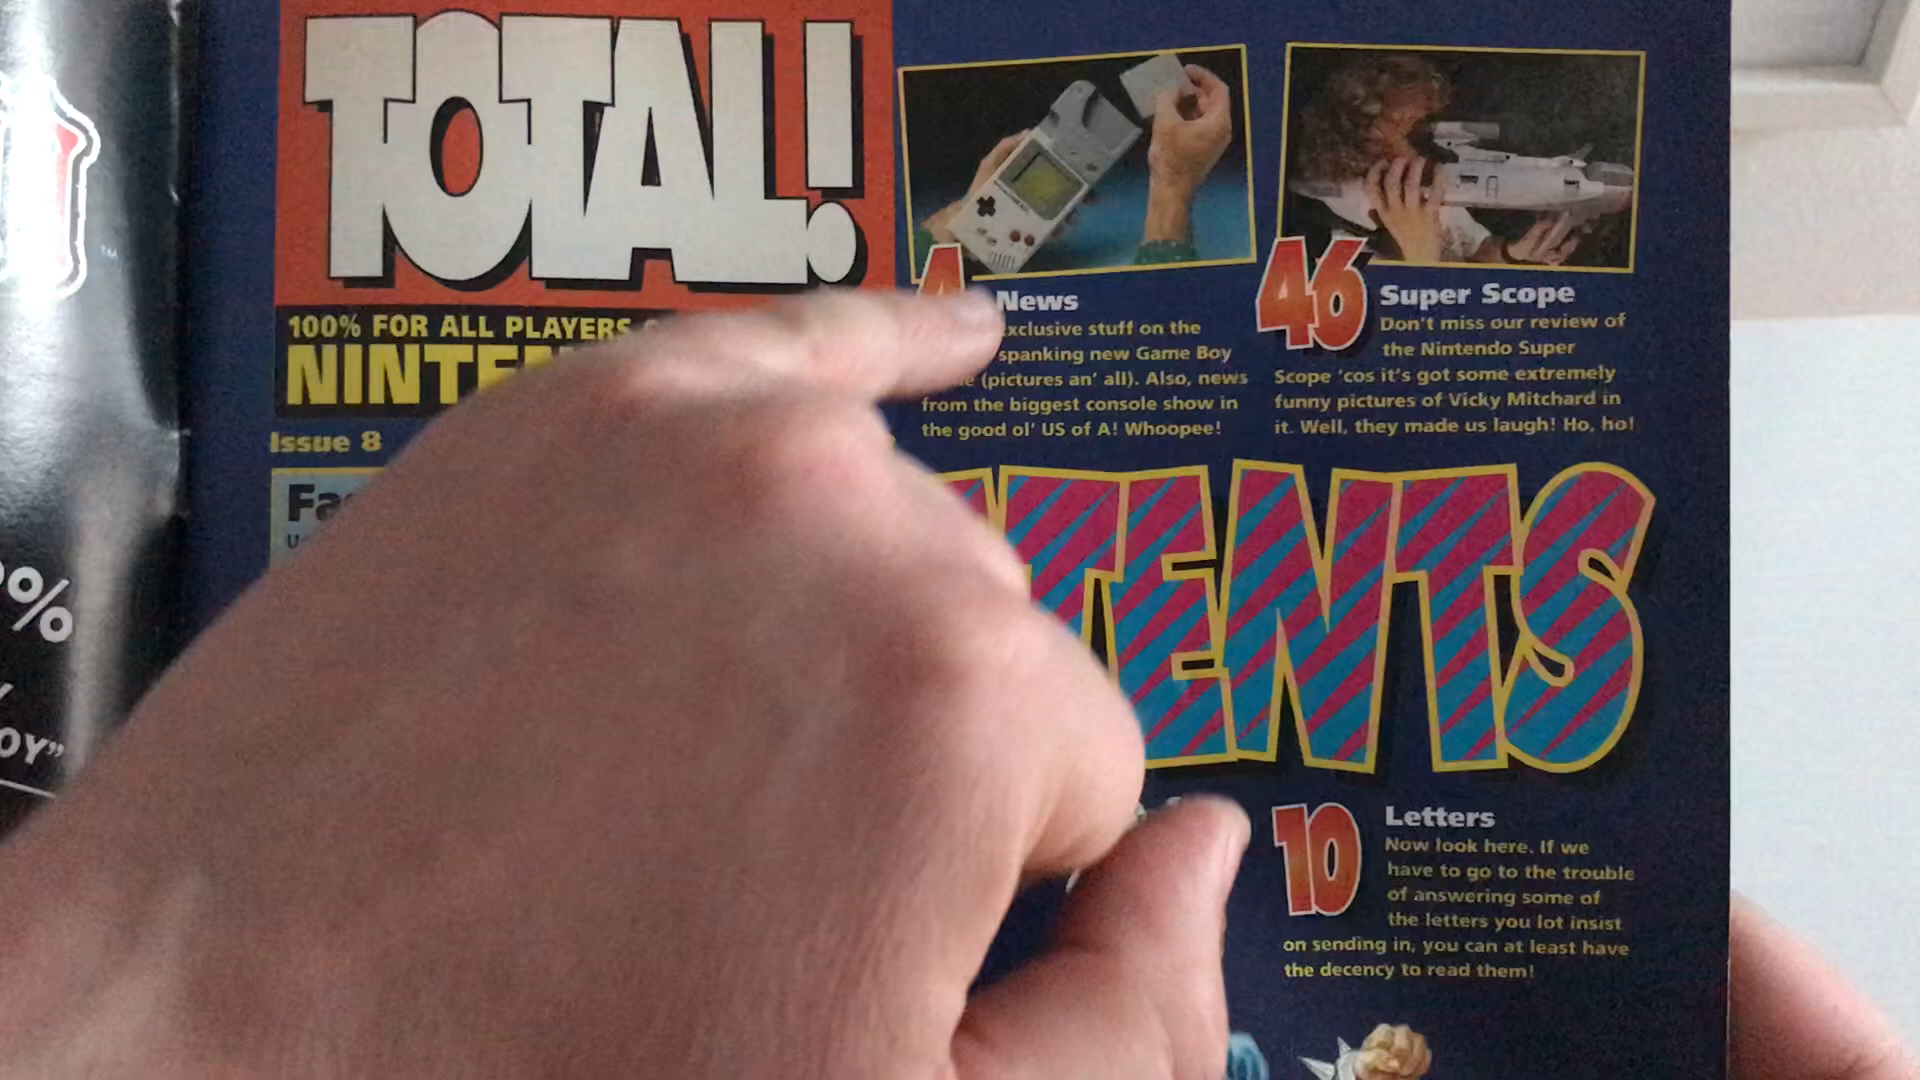 TOTAL!
100% FOR ALL PLAYERS
Issue 8
4
News
exclusive stuff on the
spanking new Game Boy
(pictures an' all). Also, news
from the biggest console show in
the good ol' US of A! Whoopee!
46
Super Scope
Don't miss our review of
the Nintendo Super
Scope 'cos it's got some extremely
funny pictures of Vicky Mitchard in
it. Well, they made us laugh! Ho, ho!
10
Letters
Now look here. If we
have to go to the trouble
of answering some of
the letters you lot insist
on sending in, you can at least have
the decency to read them!